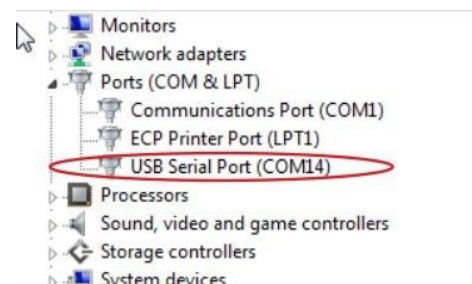 Monitors
Network adapters
Ports (COM & LPT)
Communications Port (COM1)
ECP Printer Port (LPT1)
USB Serial Port (COM14)
Processors
Sound, video and game controllers
Storage controllers
System devices